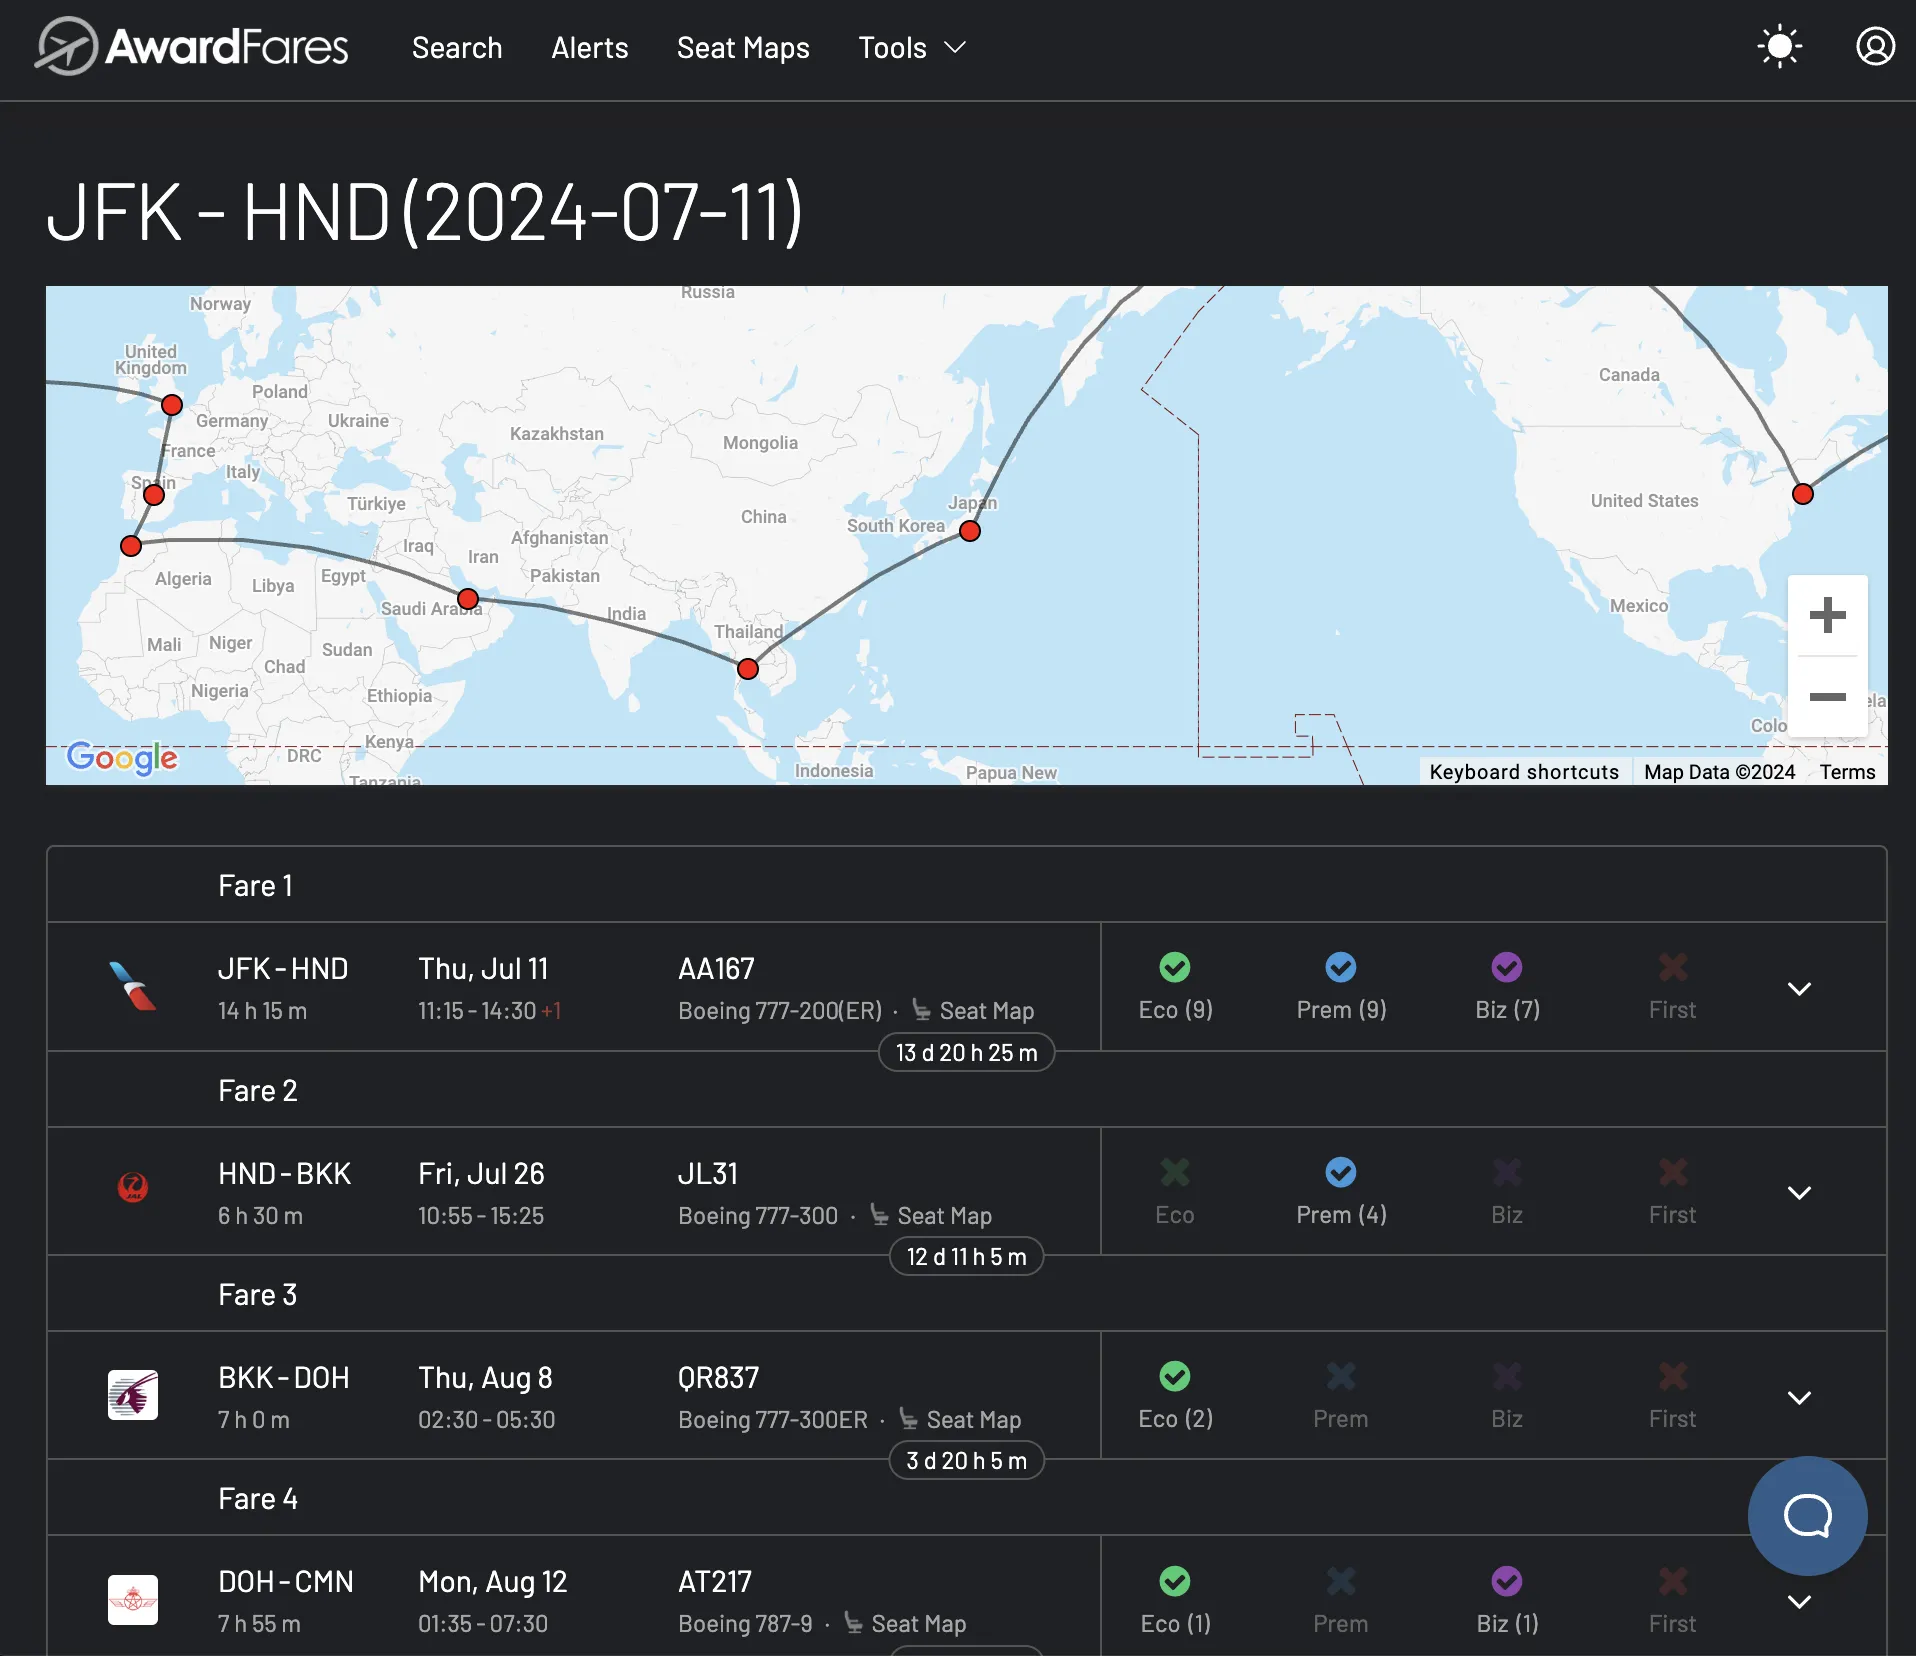 AwardFares
Search Alerts Seat Maps Tools
JFK - HND (2024-07-11)
Russia
Norway
United
Kingdom
Poland
Germany
Ukraine
France
Italy
Spain
Türkiye
Kazakhstan
Mongolia
China
Japan
South Korea
Canada
United States
Iraq
Iran
Afghanistan
Pakistan
Algeria
Libya
Egypt
Saudi Arabia
India
Thailand
Mexico
Mali
Niger
Chad
Sudan
Nigeria
Ethiopia
Kenya
DRC
Tanzania
Indonesia
Papua New
Colo
ela
Google
Keyboard shortcuts Map Data ©2024 Terms
Fare 1
JFK - HND Thu, Jul 11 AA167
14 h 15 m 11:15 - 14:30 +1 Boeing 777-200(ER) · Seat Map Eco (9) Prem (9) Biz (7) First
13 d 20 h 25 m
Fare 2
HND - BKK Fri, Jul 26 JL31
6 h 30 m 10:55 - 15:25 Boeing 777-300 · Seat Map Eco Prem (4) Biz First
12 d 11 h 5 m
Fare 3
BKK - DOH Thu, Aug 8 QR837
7 h 0 m 02:30 - 05:30 Boeing 777-300ER · Seat Map Eco (2) Prem Biz First
3 d 20 h 5 m
Fare 4
DOH - CMN Mon, Aug 12 AT217
7 h 55 m 01:35 - 07:30 Boeing 787-9 · Seat Map Eco (1) Prem Biz (1) First